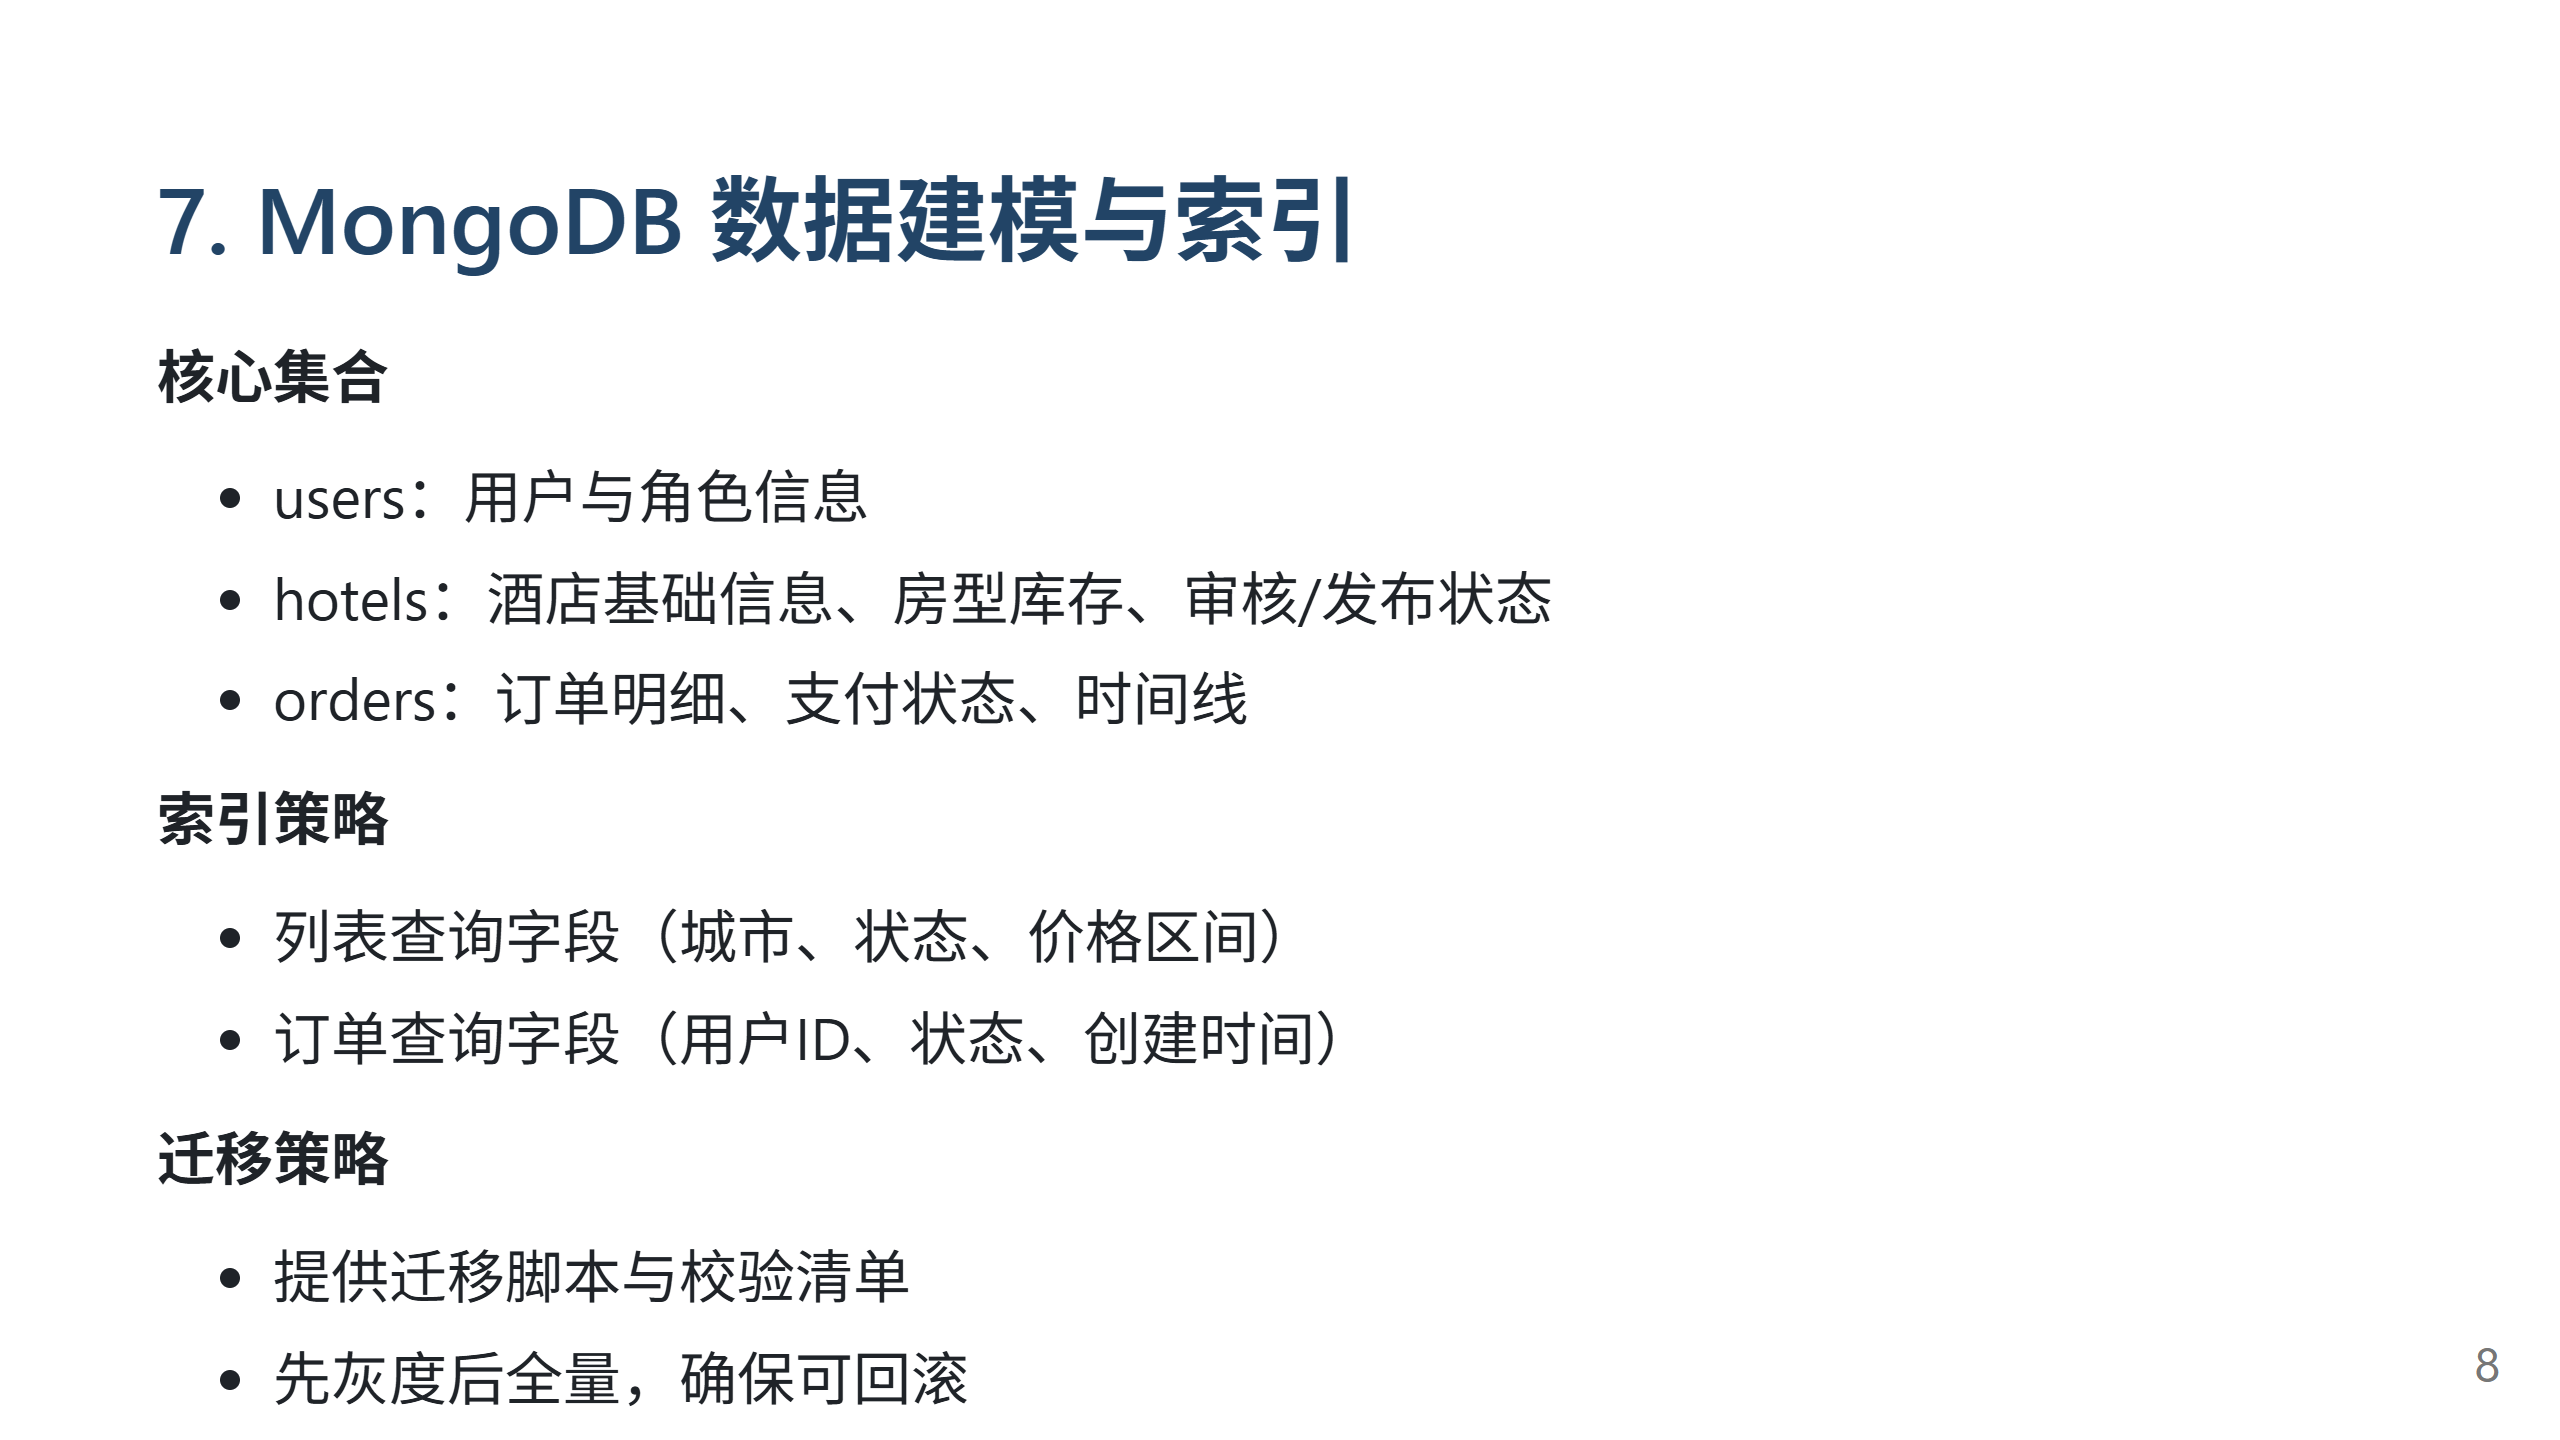 7. MongoDB 数据建模与索引
核心集合
• users：用户与角色信息
• hotels：酒店基础信息、房型库存、审核/发布状态
• orders：订单明细、支付状态、时间线
索引策略
• 列表查询字段（城市、状态、价格区间）
• 订单查询字段（用户ID、状态、创建时间）
迁移策略
• 提供迁移脚本与校验清单
• 先灰度后全量，确保可回滚
8